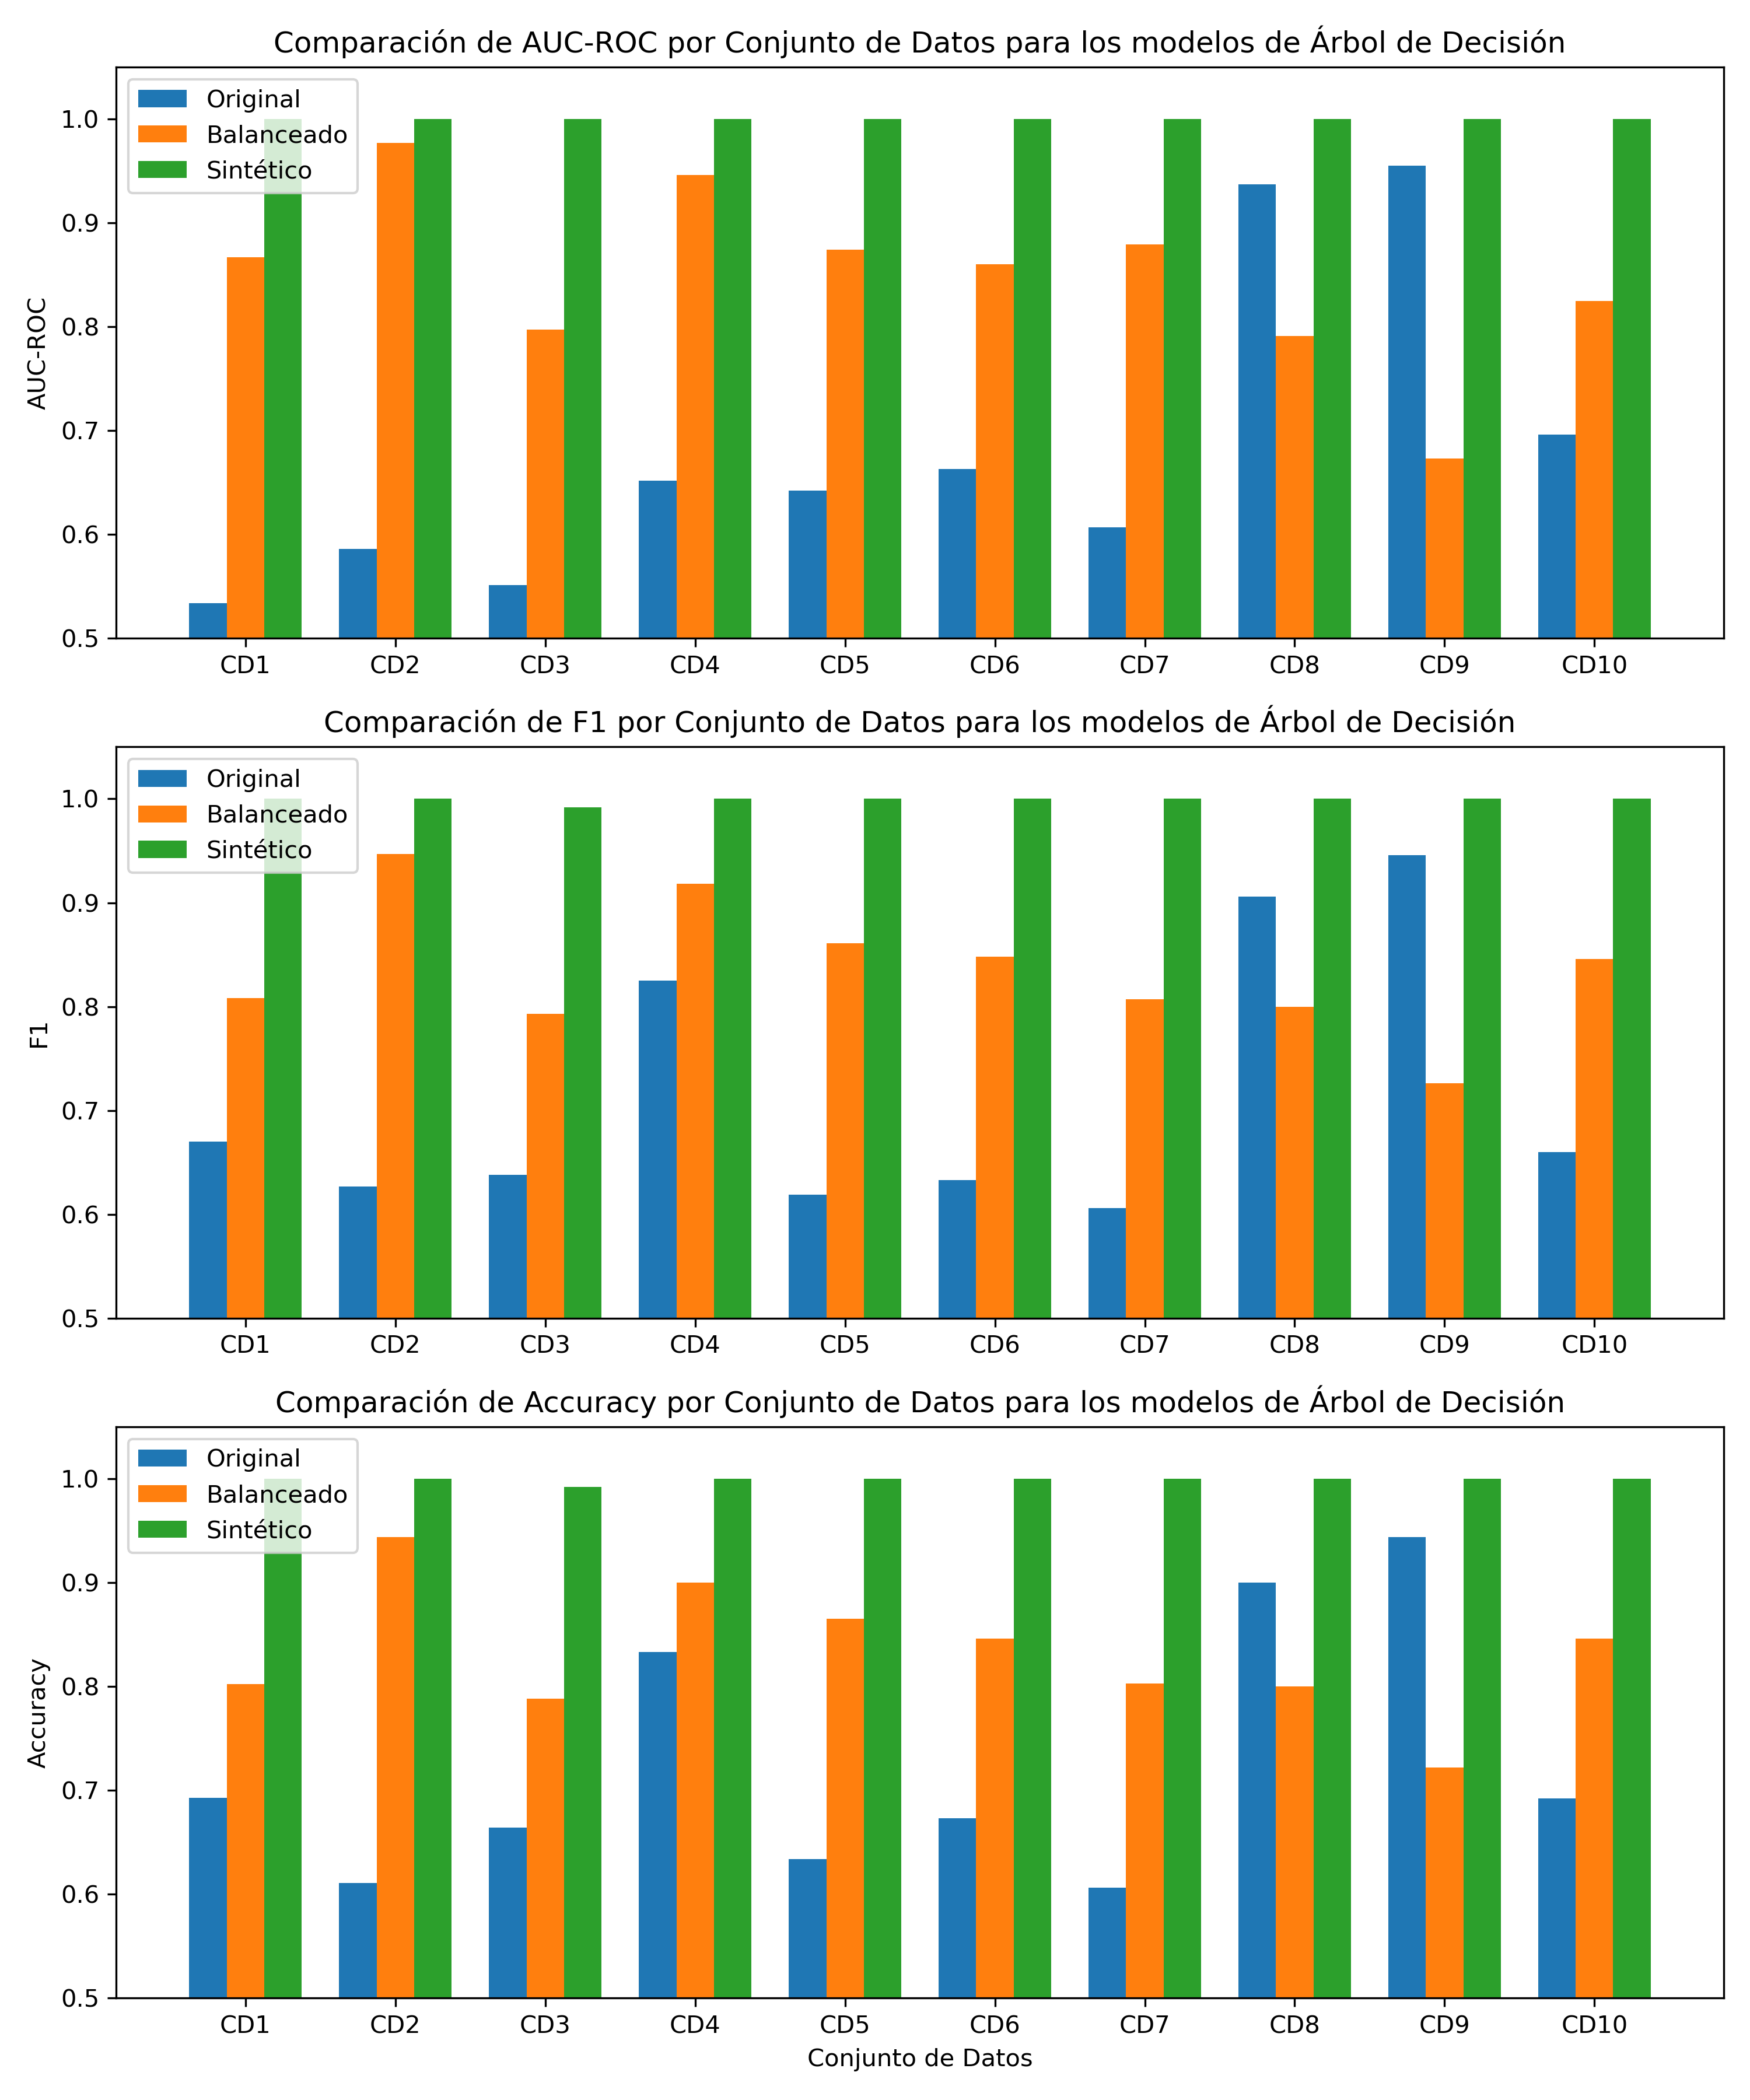 Comparación de AUC-ROC por Conjunto de Datos para los modelos de Árbol de Decisión
Original
Balanceado
Sintético
1.0
0.9
0.8
0.7
0.6
0.5
AUC-ROC
CD1 CD2 CD3 CD4 CD5 CD6 CD7 CD8 CD9 CD10
Comparación de F1 por Conjunto de Datos para los modelos de Árbol de Decisión
Original
Balanceado
Sintético
1.0
0.9
0.8
0.7
0.6
0.5
F1
CD1 CD2 CD3 CD4 CD5 CD6 CD7 CD8 CD9 CD10
Comparación de Accuracy por Conjunto de Datos para los modelos de Árbol de Decisión
Original
Balanceado
Sintético
1.0
0.9
0.8
0.7
0.6
0.5
Accuracy
CD1 CD2 CD3 CD4 CD5 CD6 CD7 CD8 CD9 CD10
Conjunto de Datos